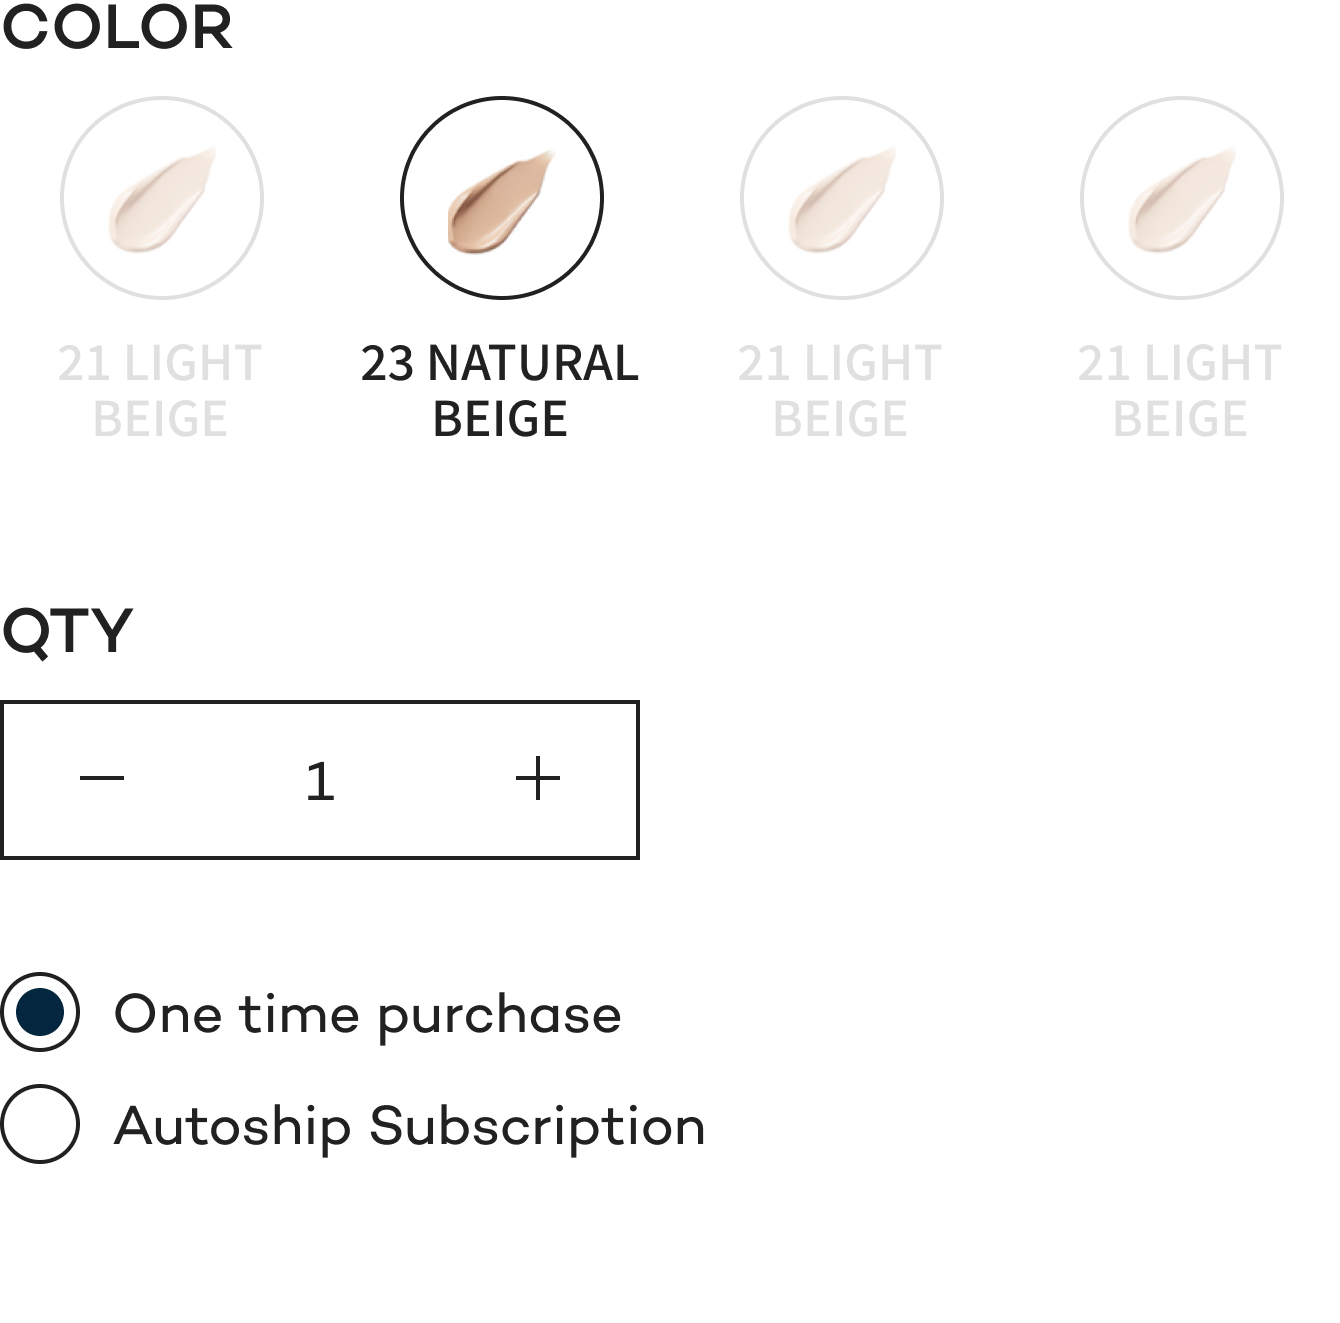 COLOR
21 LIGHT
BEIGE
23 NATURAL
BEIGE
21 LIGHT
BEIGE
21 LIGHT
BEIGE
QTY
1
One time purchase
Autoship Subscription